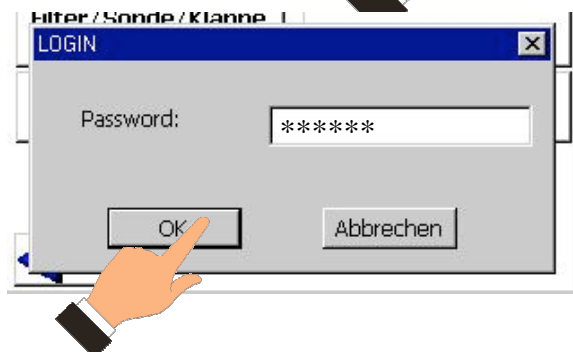 Filter/Sonde/Klappe
LOGIN
Password:
******
OK
Abbrechen